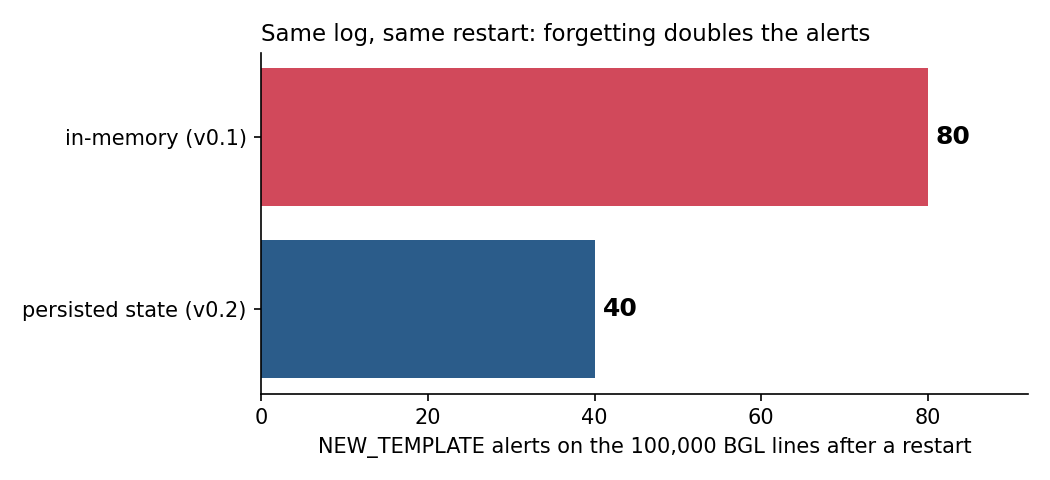 Same log, same restart: forgetting doubles the alerts
in-memory (v0.1)
80
persisted state (v0.2)
40
0 20 40 60 80
NEW_TEMPLATE alerts on the 100,000 BGL lines after a restart